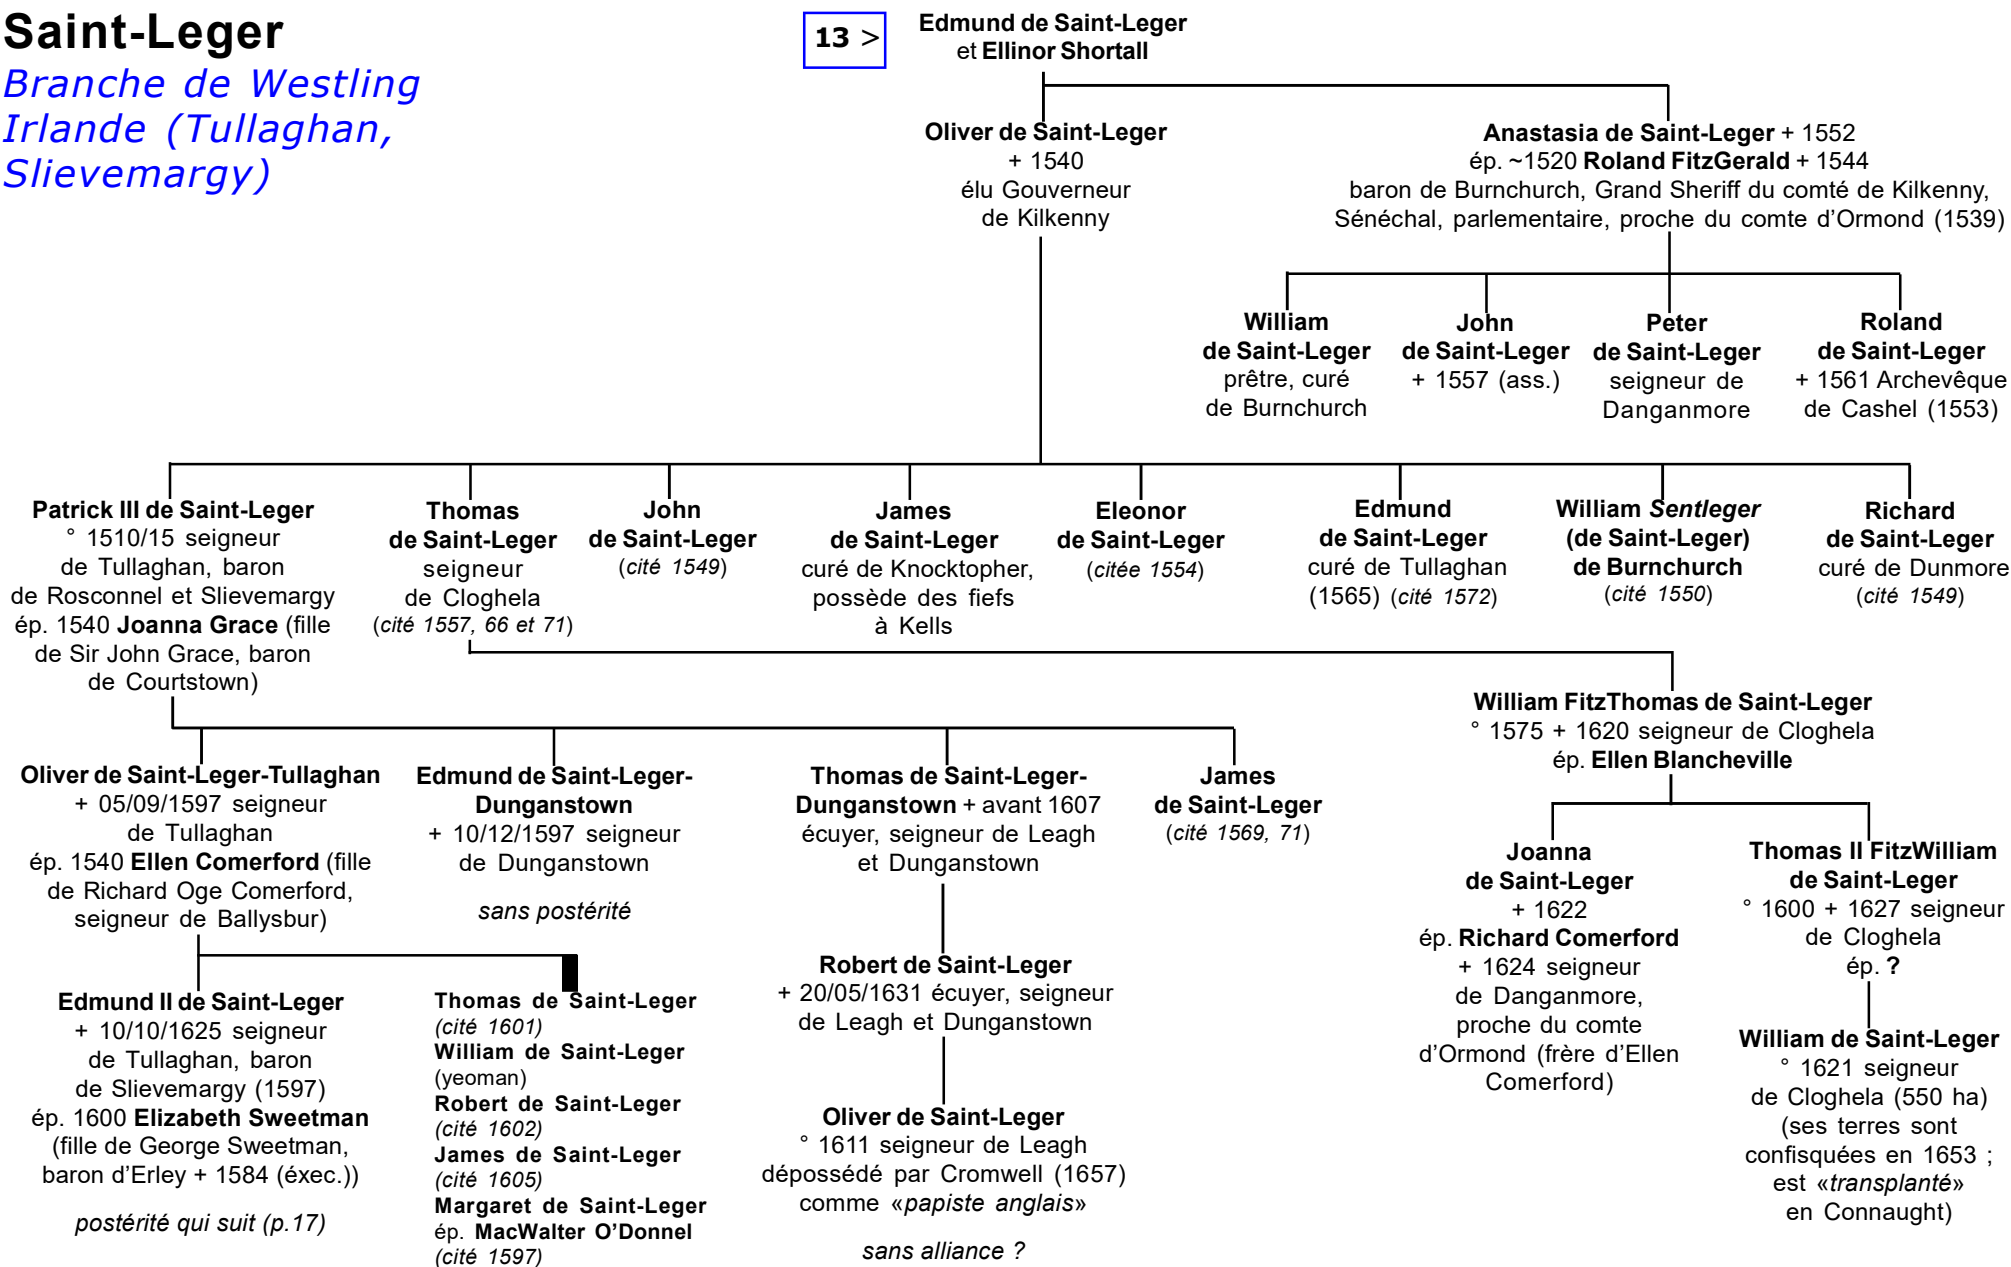 Saint-Leger
Branche de Westling
Irlande (Tullaghan,
Slievemargy)
13 >
Edmund de Saint-Leger
et Ellinor Shortall
Oliver de Saint-Leger
+ 1540
élu Gouverneur
de Kilkenny
Anastasia de Saint-Leger + 1552
ép. ~1520 Roland FitzGerald + 1544
baron de Burnchurch, Grand Sheriff du comté de Kilkenny,
Sénéchal, parlementaire, proche du comte d'Ormond (1539)
William
de Saint-Leger
prêtre, curé
de Burnchurch
John
de Saint-Leger
+ 1557 (ass.)
Peter
de Saint-Leger
seigneur de
Danganmore
Roland
de Saint-Leger
+ 1561 Archevêque
de Cashel (1553)
Patrick III de Saint-Leger
° 1510/15 seigneur
de Tullaghan, baron
de Rosconnel et Slievemargy
ép. 1540 Joanna Grace (fille
de Sir John Grace, baron
de Courtstown)
Thomas
de Saint-Leger
seigneur
de Cloghela
(cité 1557, 66 et 71)
John
de Saint-Leger
(cité 1549)
James
de Saint-Leger
curé de Knocktopher,
possède des fiefs
à Kells
Eleonor
de Saint-Leger
(citée 1554)
Edmund
de Saint-Leger
curé de Tullaghan
(1565) (cité 1572)
William Sentleger
(de Saint-Leger)
de Burnchurch
(cité 1550)
Richard
de Saint-Leger
curé de Dunmore
(cité 1549)
William FitzThomas de Saint-Leger
° 1575 + 1620 seigneur de Cloghela
ép. Ellen Blancheville
Oliver de Saint-Leger-Tullaghan
+ 05/09/1597 seigneur
de Tullaghan
ép. 1540 Ellen Comerford (fille
de Richard Oge Comerford,
seigneur de Ballysbur)
Edmund de Saint-Leger-
Dunganstown
+ 10/12/1597 seigneur
de Dunganstown
sans postérité
Thomas de Saint-Leger-
Dunganstown + avant 1607
écuyer, seigneur de Leagh
et Dunganstown
James
de Saint-Leger
(cité 1569, 71)
Joanna
de Saint-Leger
+ 1622
ép. Richard Comerford
+ 1624 seigneur
de Danganmore,
proche du comte
d'Ormond (frère d'Ellen
Comerford)
Thomas II FitzWilliam
de Saint-Leger
° 1600 + 1627 seigneur
de Cloghela
ép. ?
Edmund II de Saint-Leger
+ 10/10/1625 seigneur
de Tullaghan, baron
de Slievemargy (1597)
ép. 1600 Elizabeth Sweetman
(fille de George Sweetman,
baron d'Erley + 1584 (éxec.))
postérité qui suit (p.17)
Thomas de Saint-Leger
(cité 1601)
William de Saint-Leger
(yeoman)
Robert de Saint-Leger
(cité 1602)
James de Saint-Leger
(cité 1605)
Margaret de Saint-Leger
ép. MacWalter O'Donnel
(cité 1597)
Robert de Saint-Leger
+ 20/05/1631 écuyer, seigneur
de Leagh et Dunganstown
Oliver de Saint-Leger
° 1611 seigneur de Leagh
dépossédé par Cromwell (1657)
comme «papiste anglais»
sans alliance ?
William de Saint-Leger
° 1621 seigneur
de Cloghela (550 ha)
(ses terres sont
confisquées en 1653 ;
est «transplanté»
en Connaught)